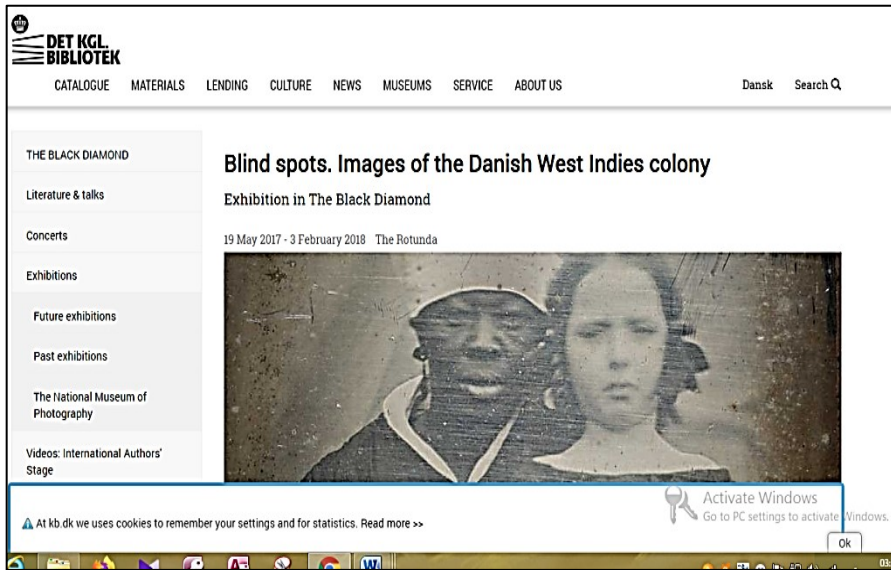 DET KGL.
BIBLIOTEK
CATALOGUE MATERIALS LENDING CULTURE NEWS MUSEUMS SERVICE ABOUT US Dansk Search
THE BLACK DIAMOND
Literature & talks
Concerts
Exhibitions
Future exhibitions
Past exhibitions
The National Museum of
Photography
Videos: International Authors'
Stage
Blind spots. Images of the Danish West Indies colony
Exhibition in The Black Diamond
19 May 2017 - 3 February 2018 The Rotunda
At kb.dk we uses cookies to remember your settings and for statistics. Read more >>
Activate Windows
Go to PC settings to activate Windows.
Ok